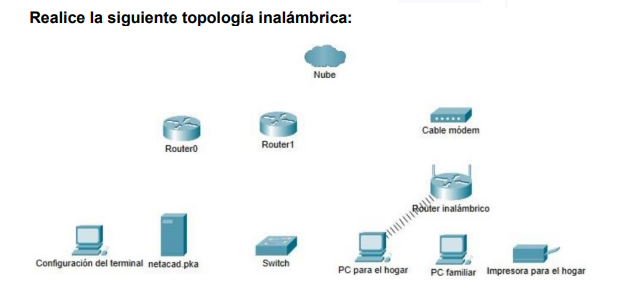 Realice la siguiente topología inalámbrica:
Nube
Cable módem
Router0
Router1
Router inalámbrico
Configuración del terminal
netacad.pka
Switch
PC para el hogar
PC familiar
Impresora para el hogar